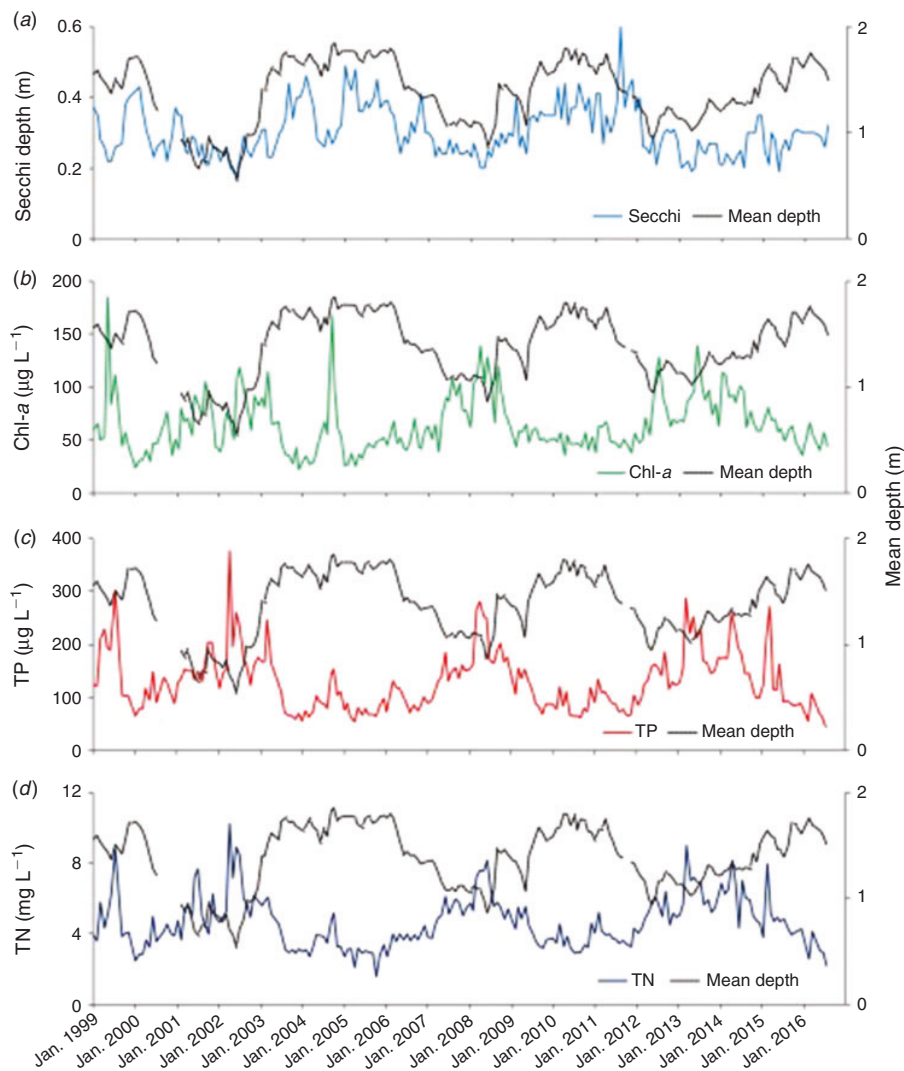 (a)
0.6
2
0.4
1
0.2
0
0
Secchi depth (m)
Secchi
Mean depth
(b)
200
2
150
100
1
50
0
0
Chl-a (µg L−1)
Chl-a
Mean depth
Mean depth (m)
(c)
400
2
300
200
1
100
0
0
TP (µg L−1)
TP
Mean depth
(d)
12
2
8
1
4
0
0
TN (mg L−1)
TN
Mean depth
Jan. 1999
Jan. 2000
Jan. 2001
Jan. 2002
Jan. 2003
Jan. 2004
Jan. 2005
Jan. 2006
Jan. 2007
Jan. 2008
Jan. 2009
Jan. 2010
Jan. 2011
Jan. 2012
Jan. 2013
Jan. 2014
Jan. 2015
Jan. 2016